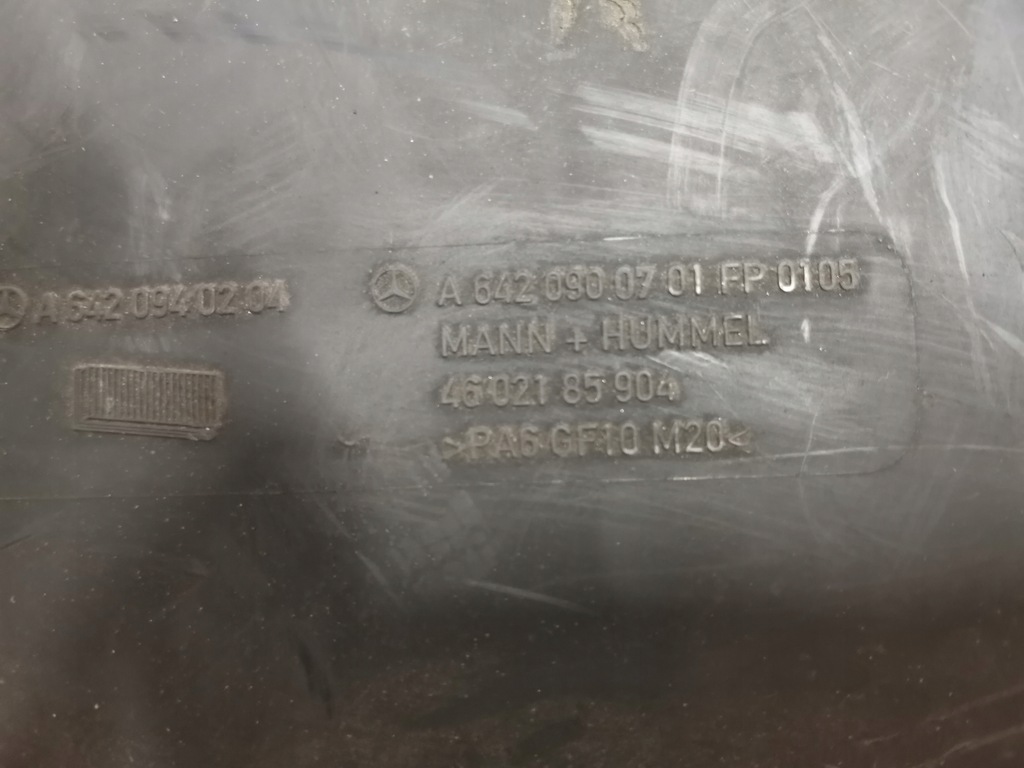 A 642 094 02 04
A 642 090 07 01 FP 0105
MANN + HUMMEL
46 021 85 904
>PA6 GF10 M20<